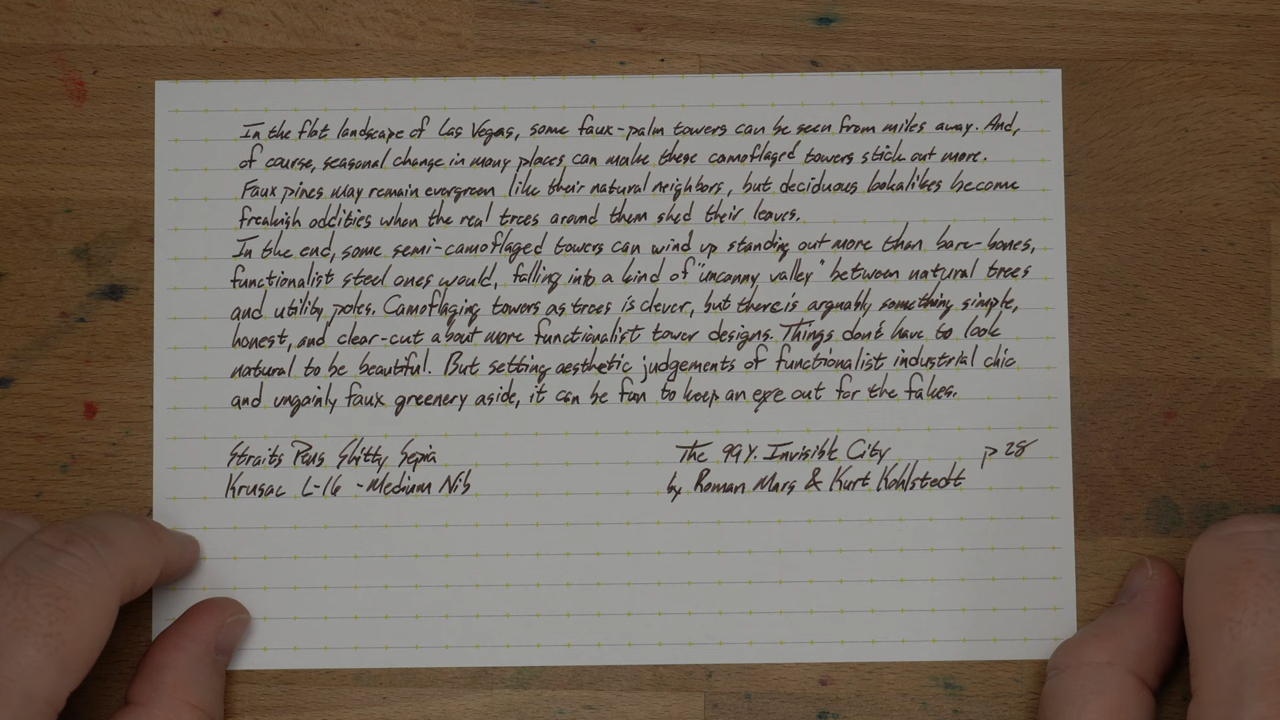 In the flat landscape of Las Vegas, some faux-palm towers can be seen from miles away. And,
of course, seasonal change in many places can make these camoflaged towers stick out more.
Faux pines may remain evergreen like their natural neighbors, but deciduous lookalikes become
freakish oddities when the real trees around them shed their leaves.
In the end, some semi-camoflaged towers can wind up standing out more than bare-bones,
functionalist steel ones would, falling into a kind of "uncanny valley" between natural trees
and utility poles. Camoflaging towers as trees is clever, but there is arguably something simple,
honest, and clear-cut about more functionalist tower designs. Things don't have to look
natural to be beautiful. But setting aesthetic judgements of functionalist industrial chic
and ungainly faux greenery aside, it can be fun to keep an eye out for the fakes.
Straits Pens Shitty Sepia
Krusac L-16 - Medium Nib
The 99% Invisible City p 28
by Roman Mars & Kurt Kohlstedt